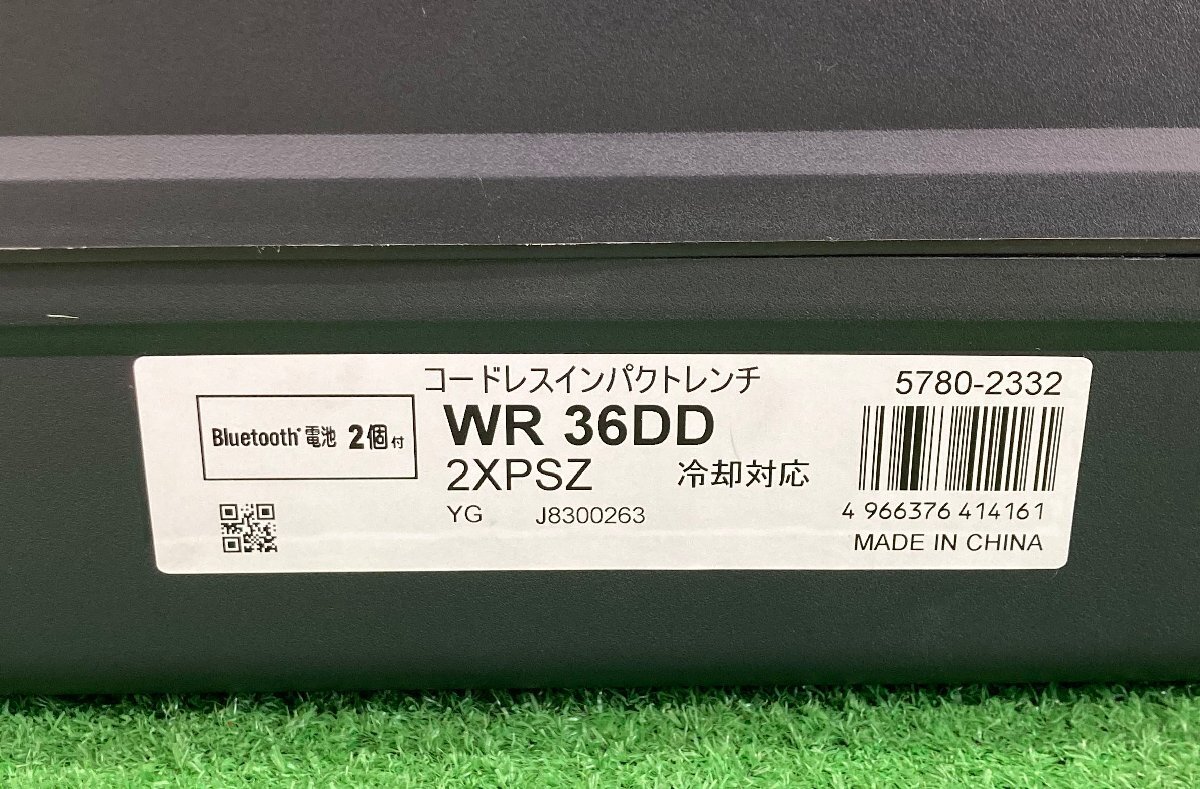 コードレスインパクトレンチ
5780-2332
Bluetooth® 電池 2個付
WR 36DD
2XPSZ 冷却対応
YG J8300263
4 966376 414161
MADE IN CHINA